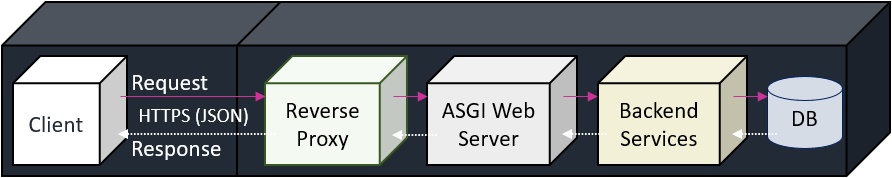 Request
HTTPS (JSON)
Response
Client
Reverse
Proxy
ASGI Web
Server
Backend
Services
DB